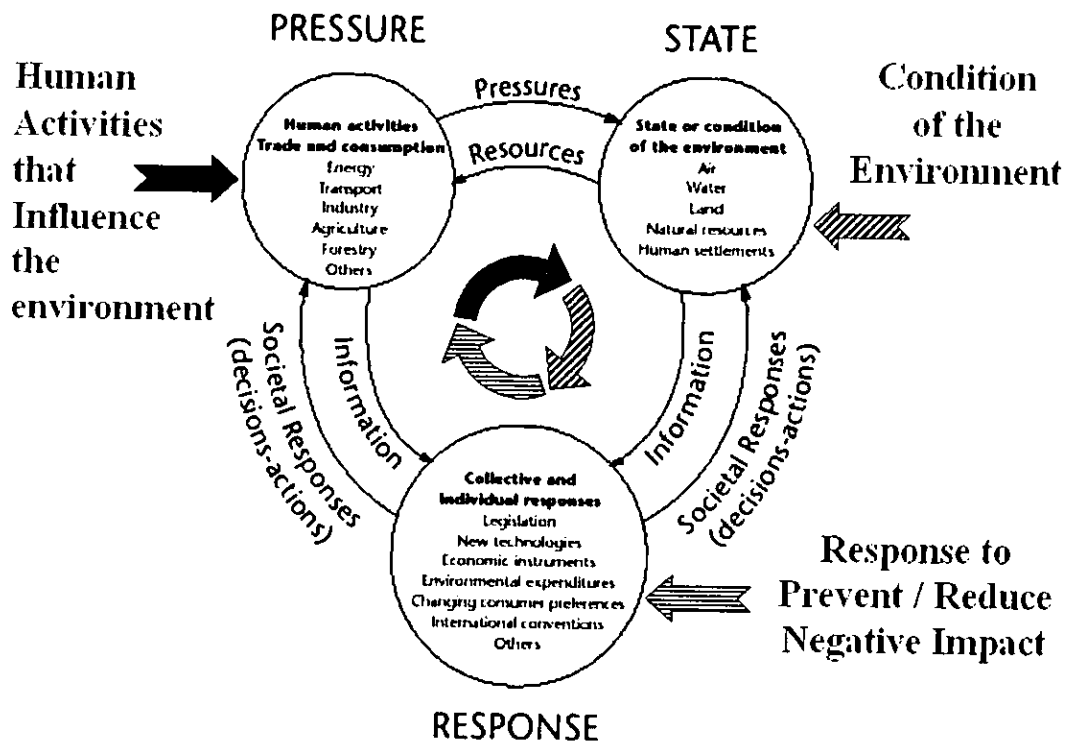 PRESSURE
STATE
Human
Activities
that
Influence
the
environment
Pressures
Resources
Condition
of the
Environment
Human activities
Trade and consumption
Energy
Transport
Industry
Agriculture
Forestry
Others
State or condition
of the environment
Air
Water
Land
Natural resources
Human settlements
Societal Responses
(decisions-actions)
Information
Information
Societal Responses
(decisions-actions)
Collective and
individual responses
Legislation
New technologies
Economic instruments
Environmental expenditures
Changing consumer preferences
International conventions
Others
Response to
Prevent / Reduce
Negative Impact
RESPONSE